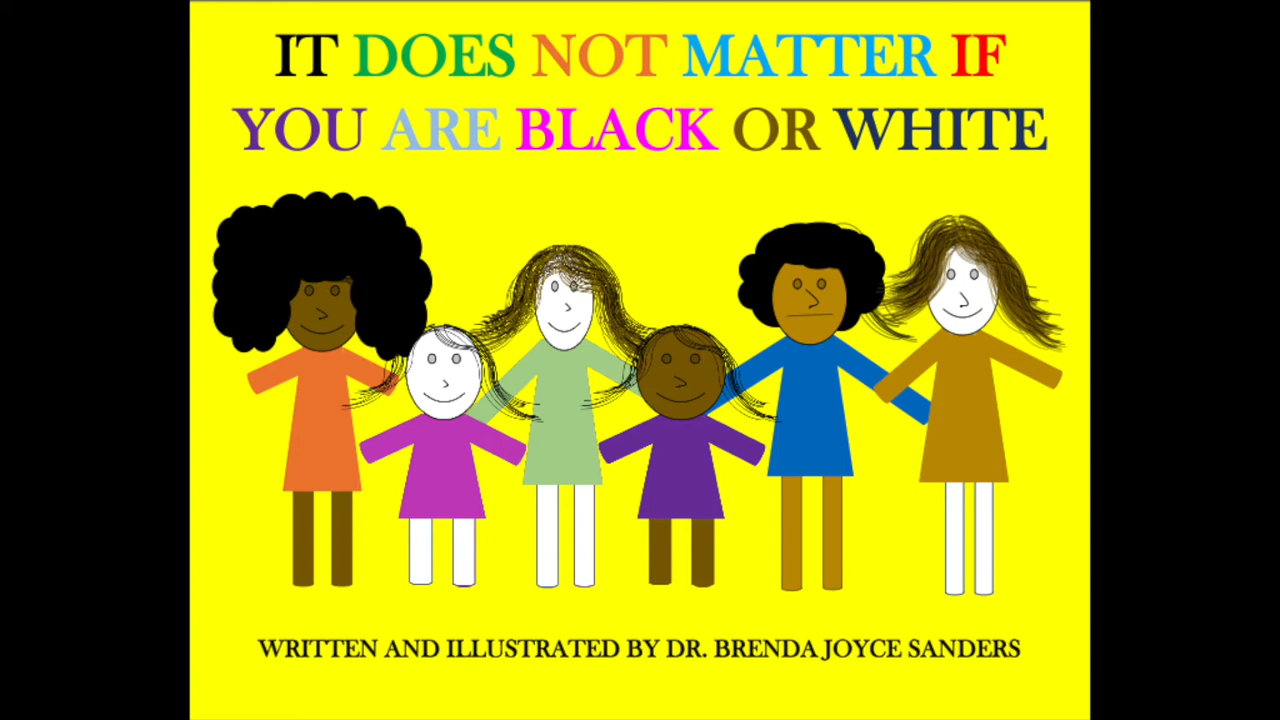 IT DOES NOT MATTER IF
YOU ARE BLACK OR WHITE
WRITTEN AND ILLUSTRATED BY DR. BRENDA JOYCE SANDERS